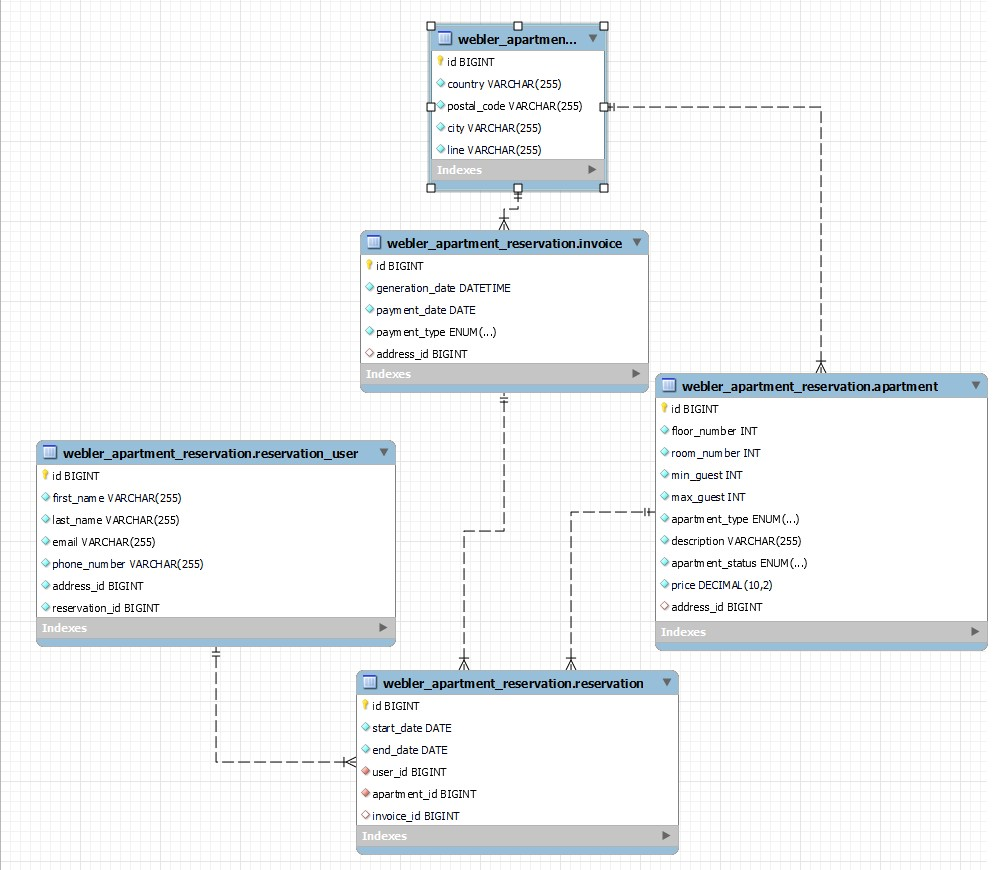 webler_apartmen...
id BIGINT
country VARCHAR(255)
postal_code VARCHAR(255)
city VARCHAR(255)
line VARCHAR(255)
Indexes
webler_apartment_reservation.invoice
id BIGINT
generation_date DATETIME
payment_date DATE
payment_type ENUM(...)
address_id BIGINT
Indexes
webler_apartment_reservation.apartment
id BIGINT
floor_number INT
room_number INT
min_guest INT
max_guest INT
apartment_type ENUM(...)
description VARCHAR(255)
apartment_status ENUM(...)
price DECIMAL(10,2)
address_id BIGINT
Indexes
webler_apartment_reservation.reservation_user
id BIGINT
first_name VARCHAR(255)
last_name VARCHAR(255)
email VARCHAR(255)
phone_number VARCHAR(255)
address_id BIGINT
reservation_id BIGINT
Indexes
webler_apartment_reservation.reservation
id BIGINT
start_date DATE
end_date DATE
user_id BIGINT
apartment_id BIGINT
invoice_id BIGINT
Indexes